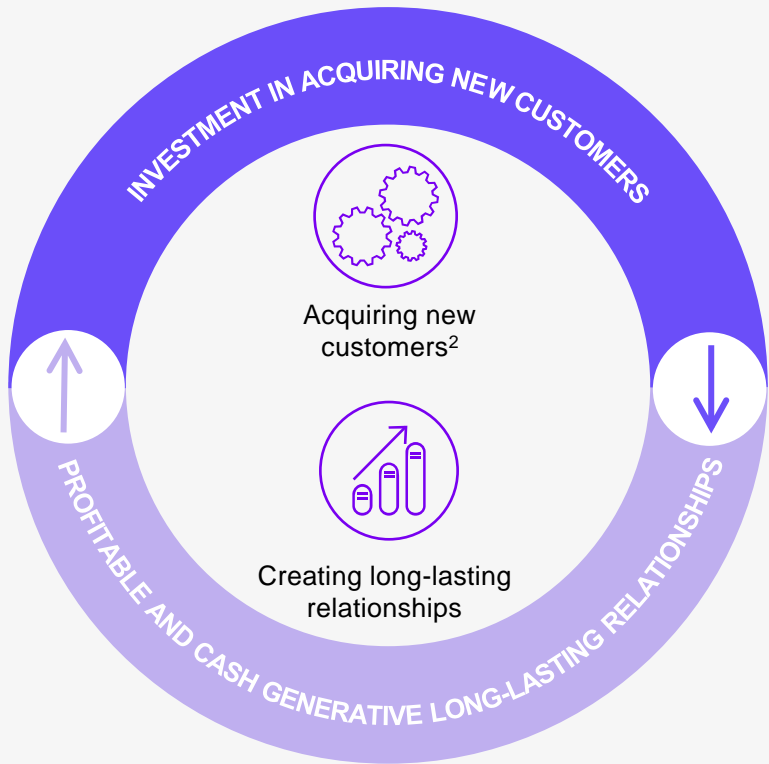 INVESTMENT IN ACQUIRING NEW CUSTOMERS
Acquiring new
customers²
Creating long-lasting
relationships
PROFITABLE AND CASH GENERATIVE LONG-LASTING RELATIONSHIPS